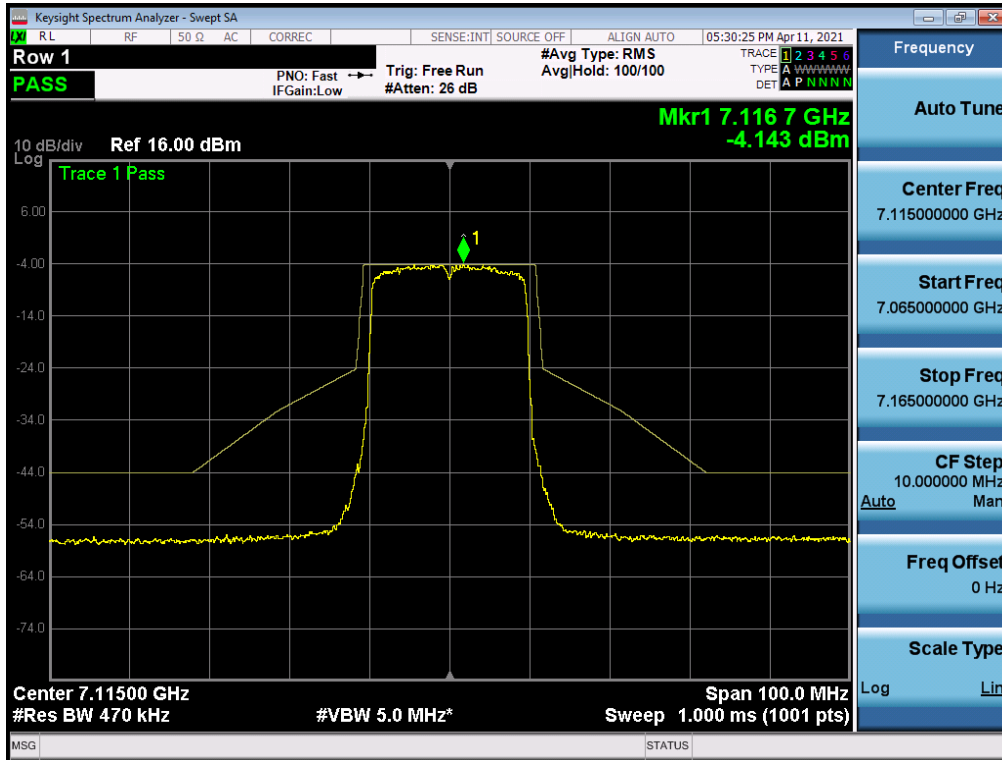 Keysight Spectrum Analyzer - Swept SA
LXI RL RF 50 Ω AC CORREC SENSE:INT SOURCE OFF ALIGN AUTO 05:30:25 PM Apr 11, 2021
Row 1
PASS
PNO: Fast
IFGain:Low
Trig: Free Run
#Atten: 26 dB
#Avg Type: RMS
Avg|Hold: 100/100
TRACE 1 2 3 4 5 6
TYPE A WWWWW
DET A P N N N N
Mkr1 7.116 7 GHz
-4.143 dBm
10 dB/div Ref 16.00 dBm
Log
Trace 1 Pass
1
6.00
-4.00
-14.0
-24.0
-34.0
-44.0
-54.0
-64.0
-74.0
Center 7.11500 GHz Span 100.0 MHz
#Res BW 470 kHz #VBW 5.0 MHz* Sweep 1.000 ms (1001 pts)
MSG STATUS
Frequency
Auto Tune
Center Freq
7.115000000 GHz
Start Freq
7.065000000 GHz
Stop Freq
7.165000000 GHz
CF Step
10.000000 MHz
Auto Man
Freq Offset
0 Hz
Scale Type
Log Lin